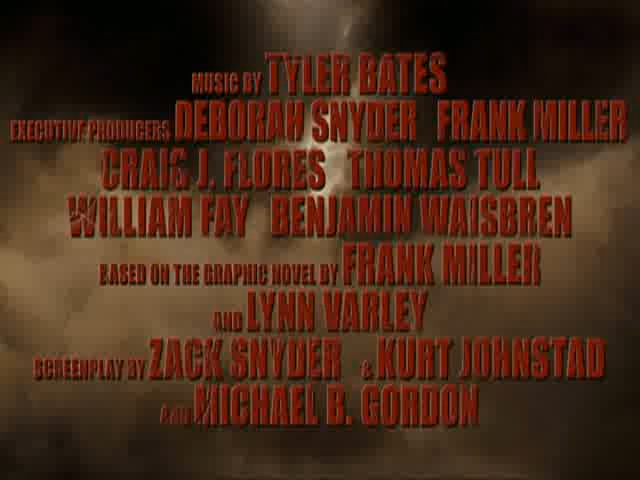 MUSIC BY TYLER BATES
EXECUTIVE PRODUCERS DEBORAH SNYDER FRANK MILLER
CRAIG J. FLORES THOMAS TULL
WILLIAM FAY BENJAMIN WAISBREN
BASED ON THE GRAPHIC NOVEL BY FRANK MILLER
AND LYNN VARLEY
SCREENPLAY BY ZACK SNYDER & KURT JOHNSTAD
AND MICHAEL B. GORDON